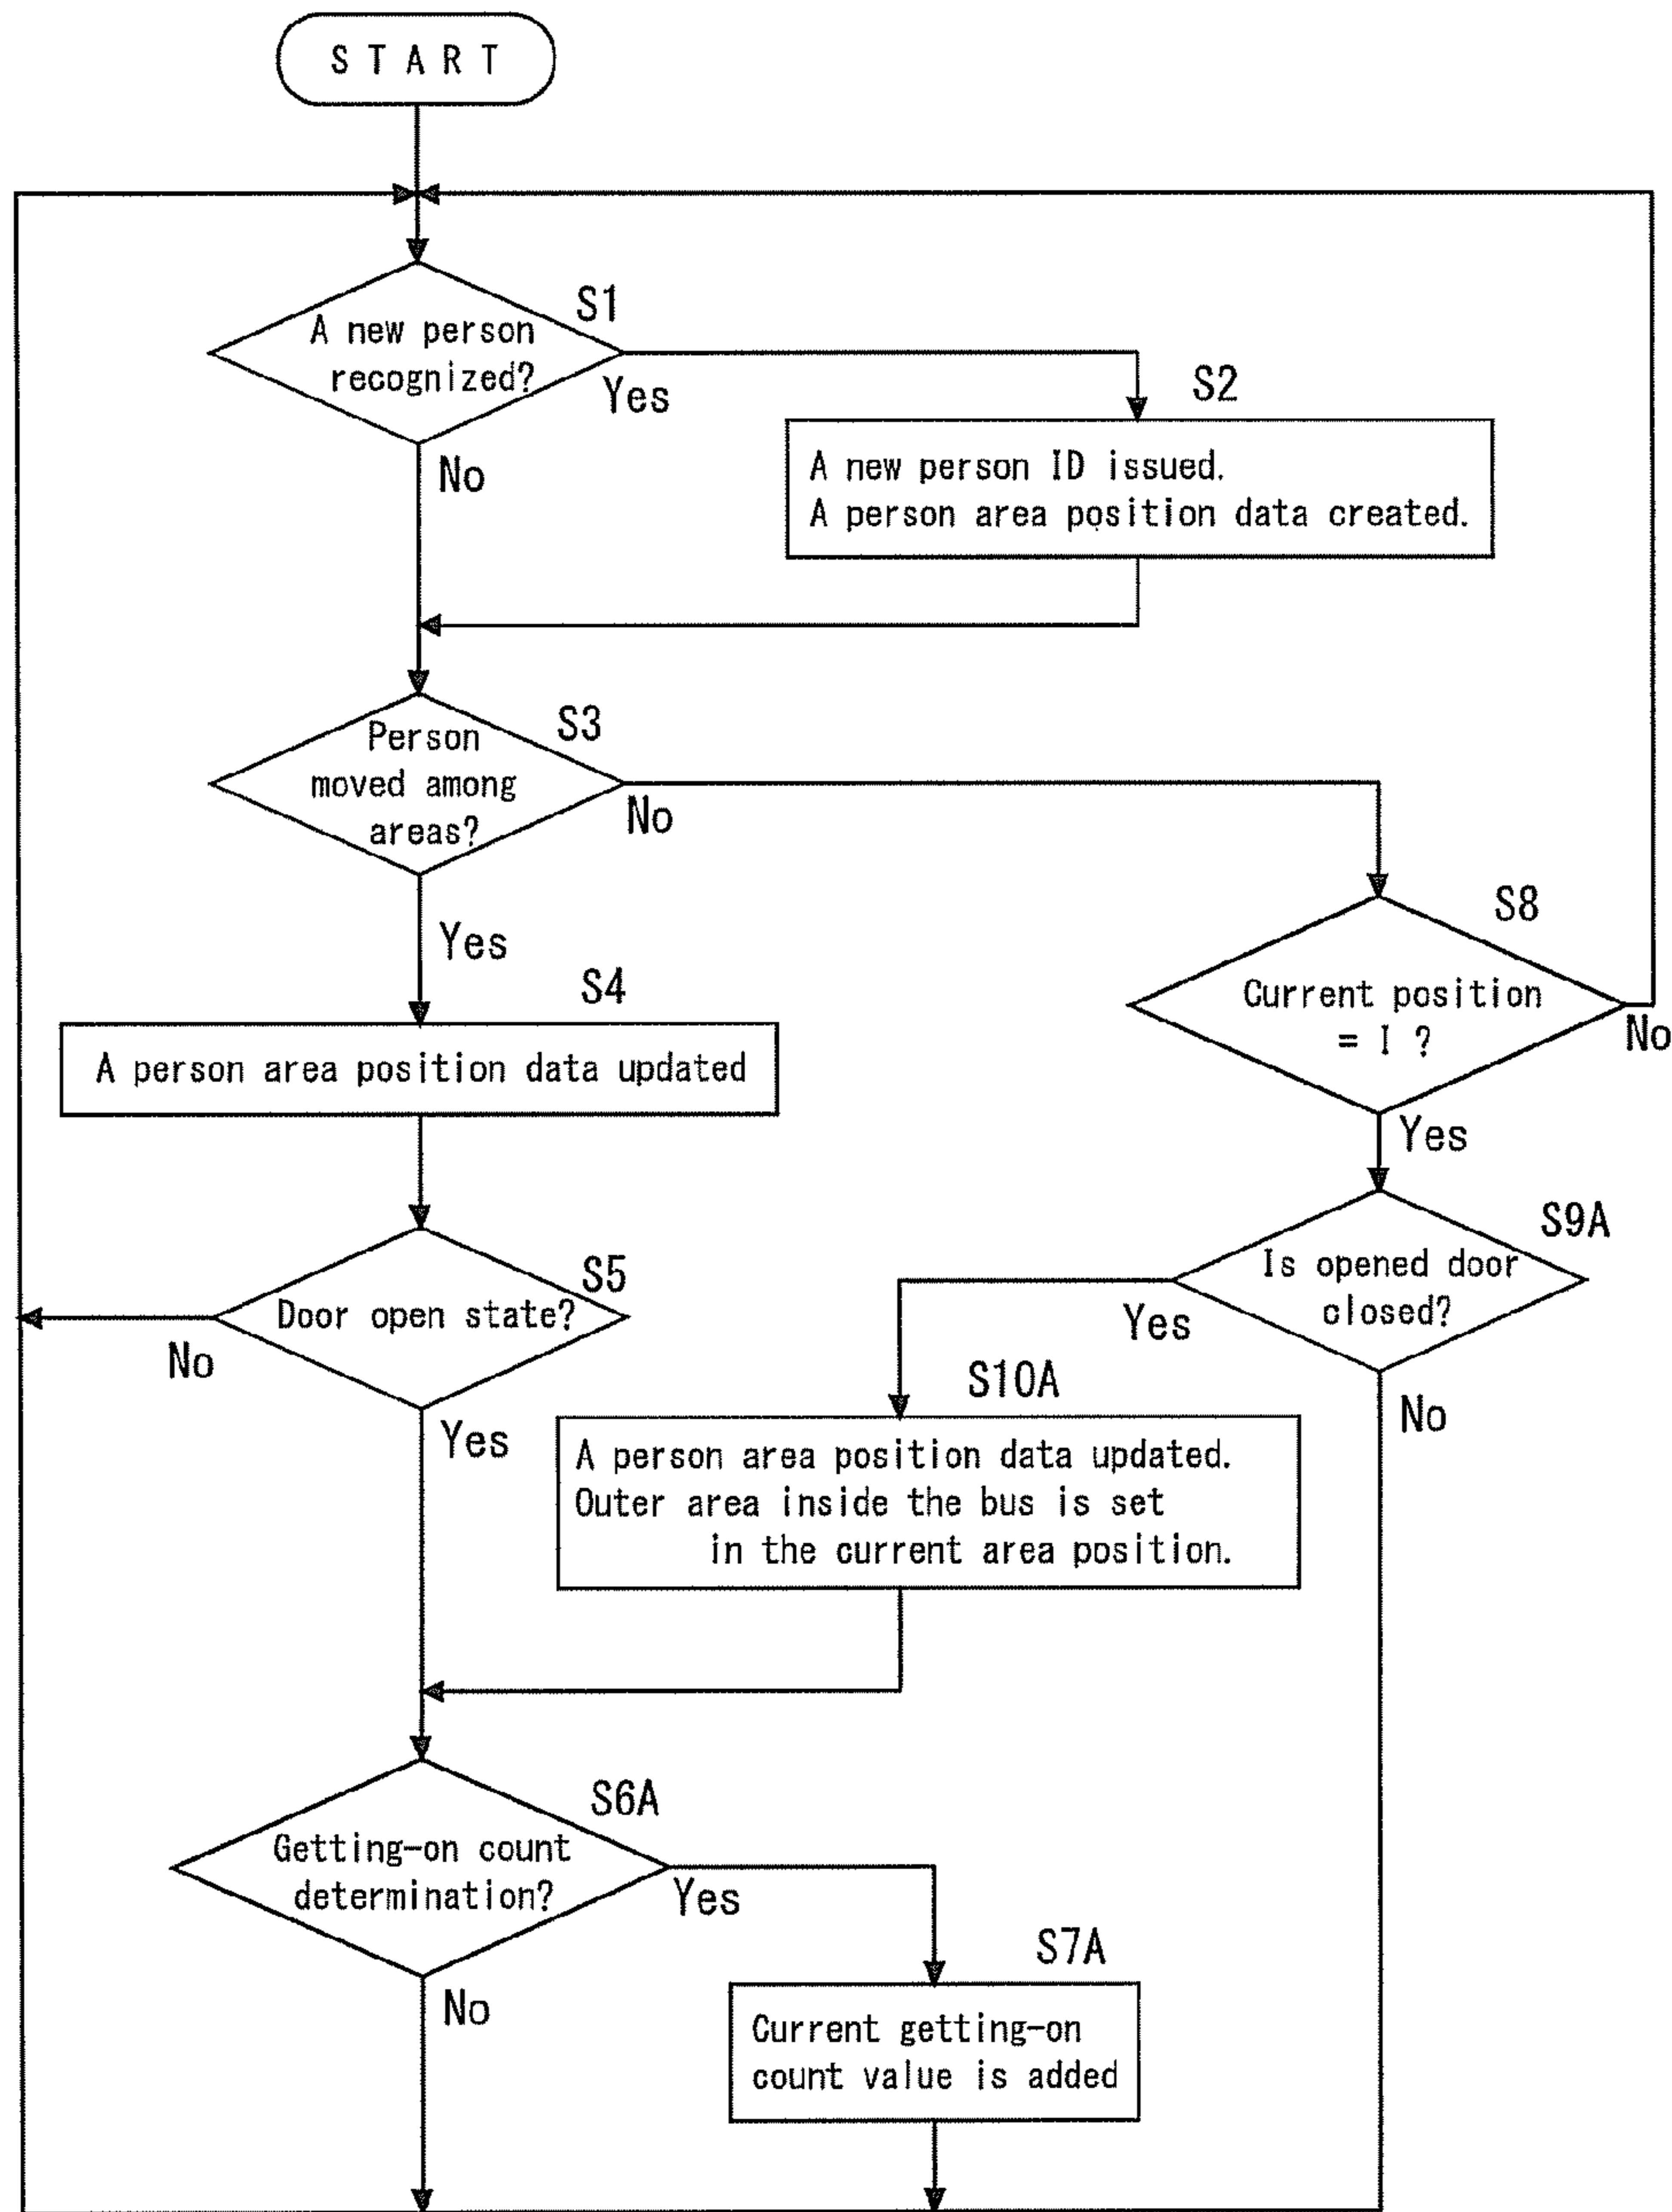 START
S1
A new person
recognized?
Yes
No
S2
A new person ID issued.
A person area position data created.
S3
Person
moved among
areas?
No
Yes
S8
Current position
= I ?
No
Yes
S4
A person area position data updated
S9A
Is opened door
closed?
Yes
No
S5
Door open state?
No
Yes
S10A
A person area position data updated.
Outer area inside the bus is set
in the current area position.
S6A
Getting-on count
determination?
Yes
No
S7A
Current getting-on
count value is added